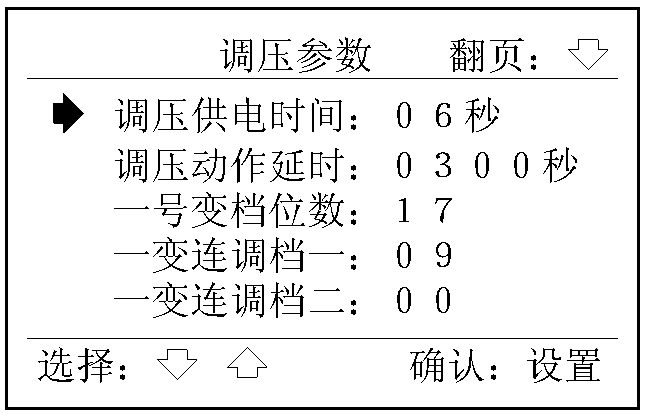 调压参数 翻页：
调压供电时间：０６秒
调压动作延时：０３００秒
一号变档位数：１７
一变连调档一：０９
一变连调档二：００
选择： 确认：设置